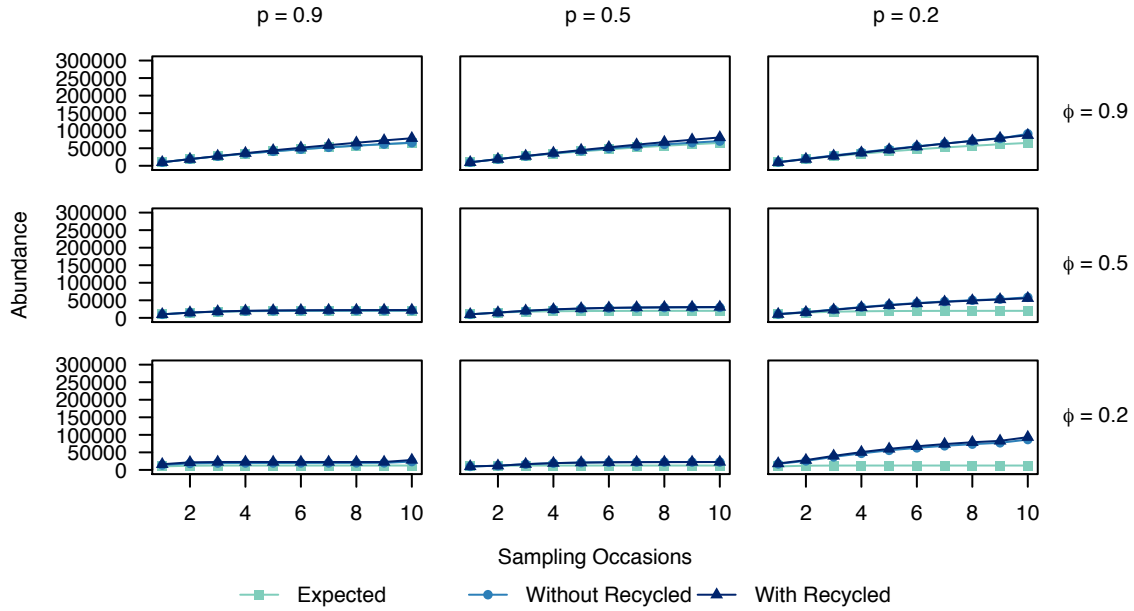 p = 0.9 p = 0.5 p = 0.2
300000
250000
200000
150000
100000
50000
0
ϕ = 0.9
300000
250000
200000
150000
100000
50000
0
ϕ = 0.5
Abundance
300000
250000
200000
150000
100000
50000
0
ϕ = 0.2
2 4 6 8 10 2 4 6 8 10 2 4 6 8 10
Sampling Occasions
Expected Without Recycled With Recycled